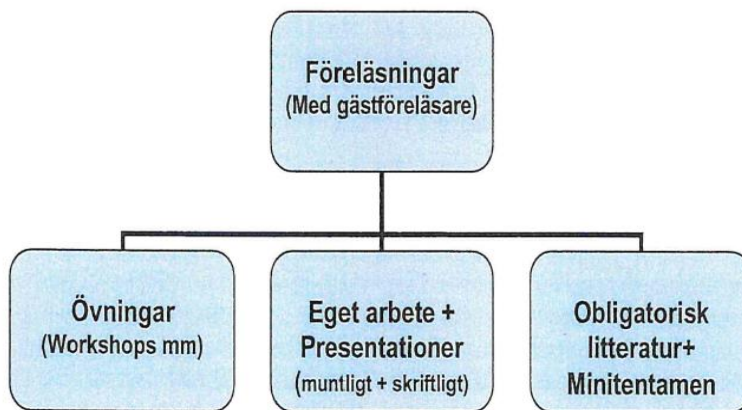 Föreläsningar
(Med gästföreläsare)
Övningar
(Workshops mm)
Eget arbete +
Presentationer
(muntligt + skriftligt)
Obligatorisk
litteratur+
Minitentamen